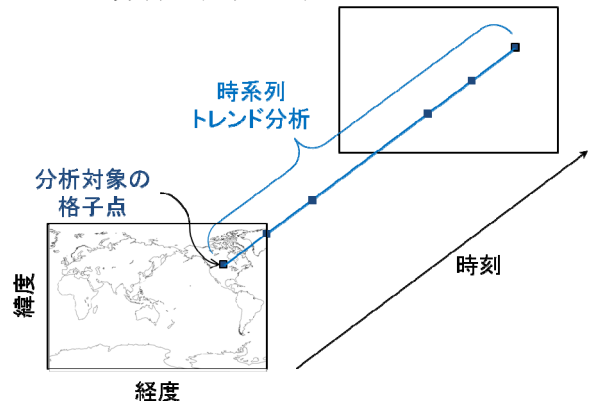 時系列
トレンド分析
分析対象の
格子点
時刻
緯度
経度